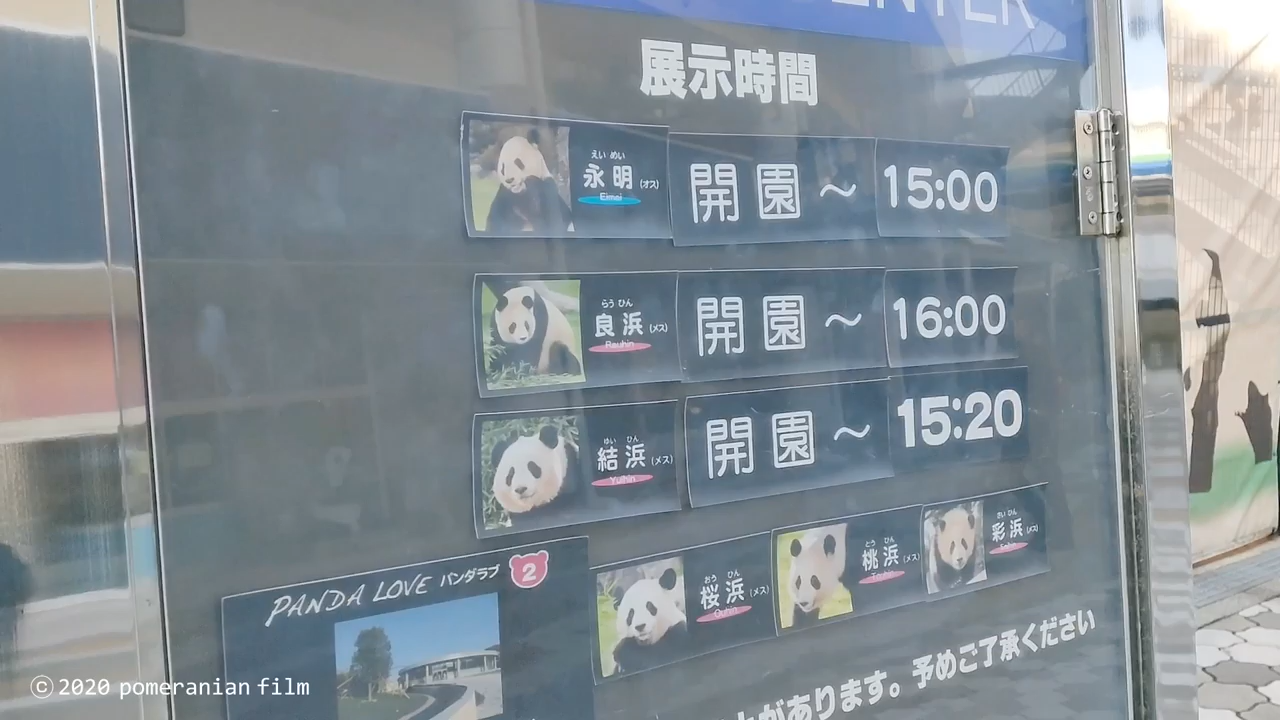 ENTER
展示時間
えい めい
永明 (オス) 開園～ 15:00
Eimei
らう ひん
良浜 (メス) 開園～ 16:00
Rauhin
ゆい ひん
結浜 (メス) 開園～ 15:20
Yuihin
PANDA LOVE パンダラブ 2
おう ひん
桜浜 (メス)
Ouhin
とう ひん
桃浜 (メス)
Touhin
さい ひん
彩浜 (メス)
があります。予めご了承ください
© 2020 pomeranian film